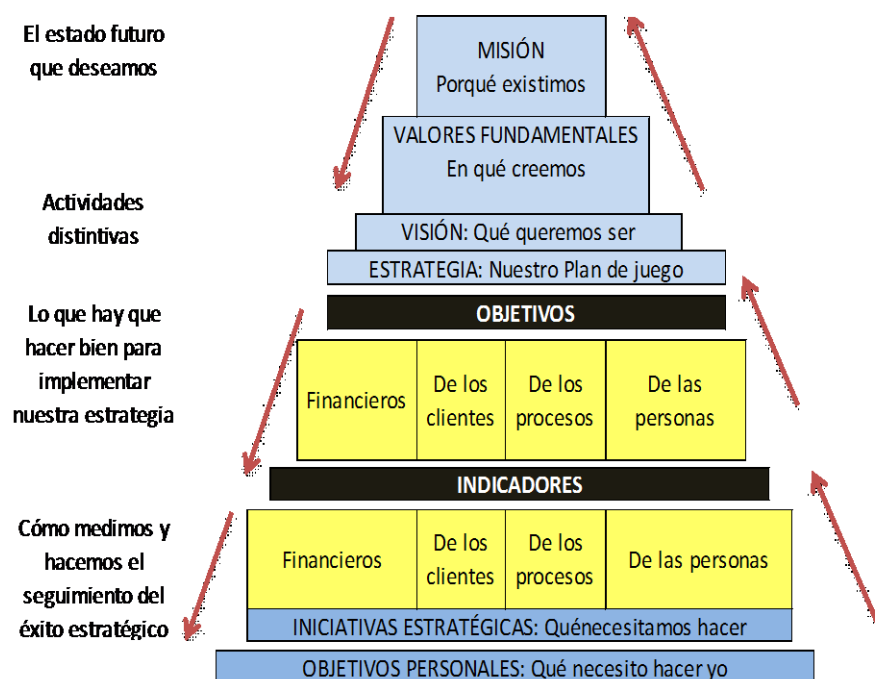 El estado futuro
que deseamos
MISIÓN
Porqué existimos
VALORES FUNDAMENTALES
En qué creemos
Actividades
distintivas
VISIÓN: Qué queremos ser
ESTRATEGIA: Nuestro Plan de juego
Lo que hay que
hacer bien para
implementar
nuestra estrategia
OBJETIVOS
Financieros
De los
clientes
De los
procesos
De las
personas
INDICADORES
Cómo medimos y
hacemos el
seguimiento del
éxito estratégico
Financieros
De los
clientes
De los
procesos
De las personas
INICIATIVAS ESTRATÉGICAS: Quénecesitamos hacer
OBJETIVOS PERSONALES: Qué necesito hacer yo